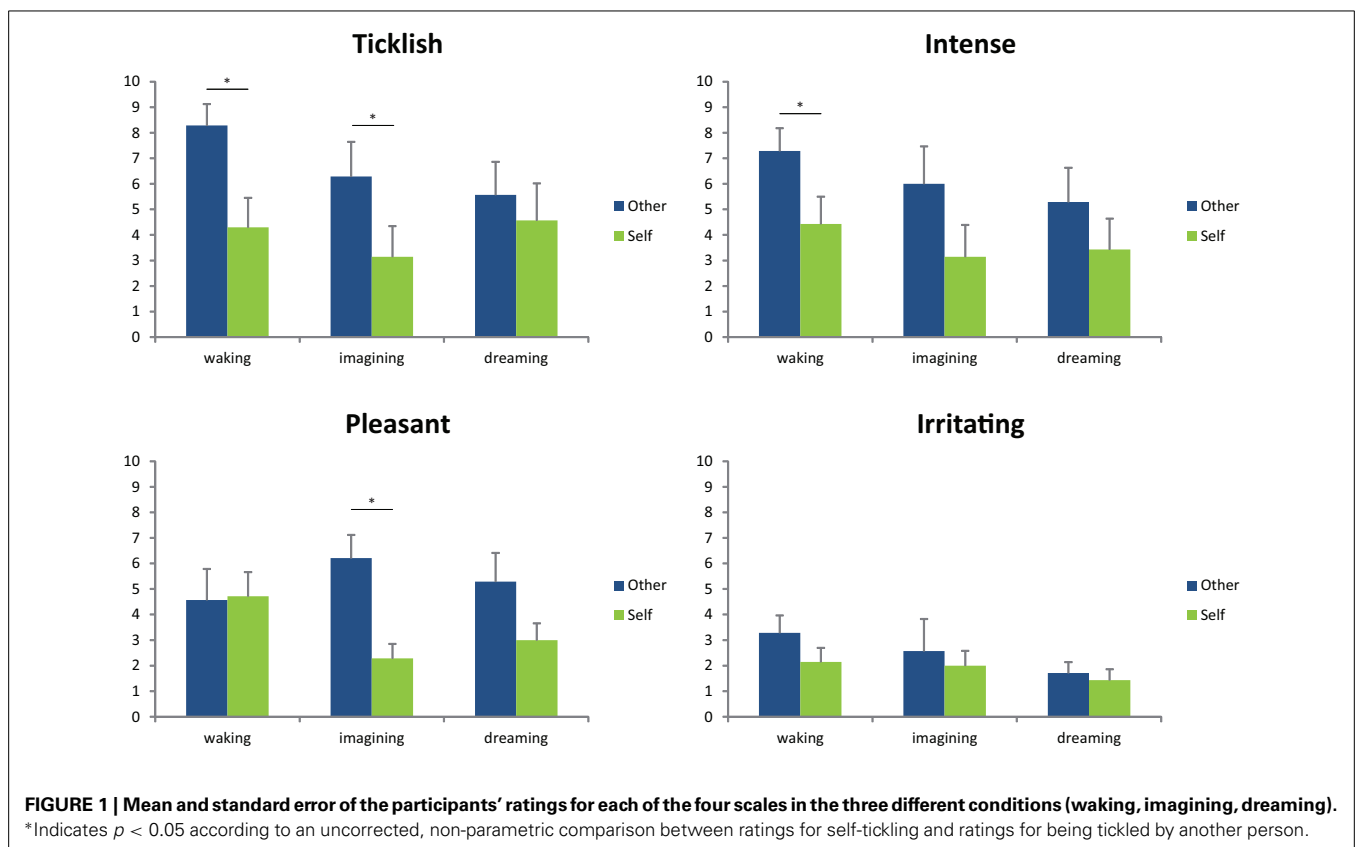 Ticklish
*
*
10
9
8
7
6
5
4
3
2
1
0
waking imagining dreaming
Other
Self
Intense
*
10
9
8
7
6
5
4
3
2
1
0
waking imagining dreaming
Other
Self
Pleasant
*
10
9
8
7
6
5
4
3
2
1
0
waking imagining dreaming
Other
Self
Irritating
10
9
8
7
6
5
4
3
2
1
0
waking imagining dreaming
Other
Self
FIGURE 1 | Mean and standard error of the participants' ratings for each of the four scales in the three different conditions (waking, imagining, dreaming).
*Indicates p < 0.05 according to an uncorrected, non-parametric comparison between ratings for self-tickling and ratings for being tickled by another person.